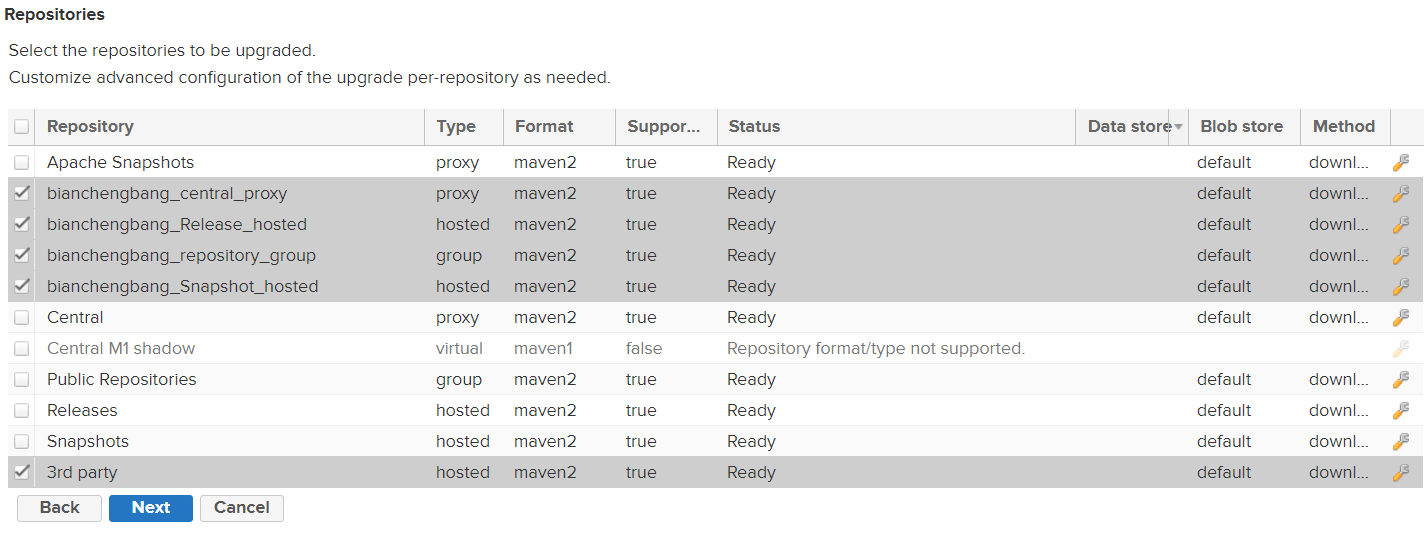 Repositories
Select the repositories to be upgraded.
Customize advanced configuration of the upgrade per-repository as needed.
Repository Type Format Suppor... Status Data store Blob store Method
Apache Snapshots proxy maven2 true Ready default downl...
bianchengbang_central_proxy proxy maven2 true Ready default downl...
bianchengbang_Release_hosted hosted maven2 true Ready default downl...
bianchengbang_repository_group group maven2 true Ready default downl...
bianchengbang_Snapshot_hosted hosted maven2 true Ready default downl...
Central proxy maven2 true Ready default downl...
Central M1 shadow virtual maven1 false Repository format/type not supported.
Public Repositories group maven2 true Ready default downl...
Releases hosted maven2 true Ready default downl...
Snapshots hosted maven2 true Ready default downl...
3rd party hosted maven2 true Ready default downl...
Back Next Cancel